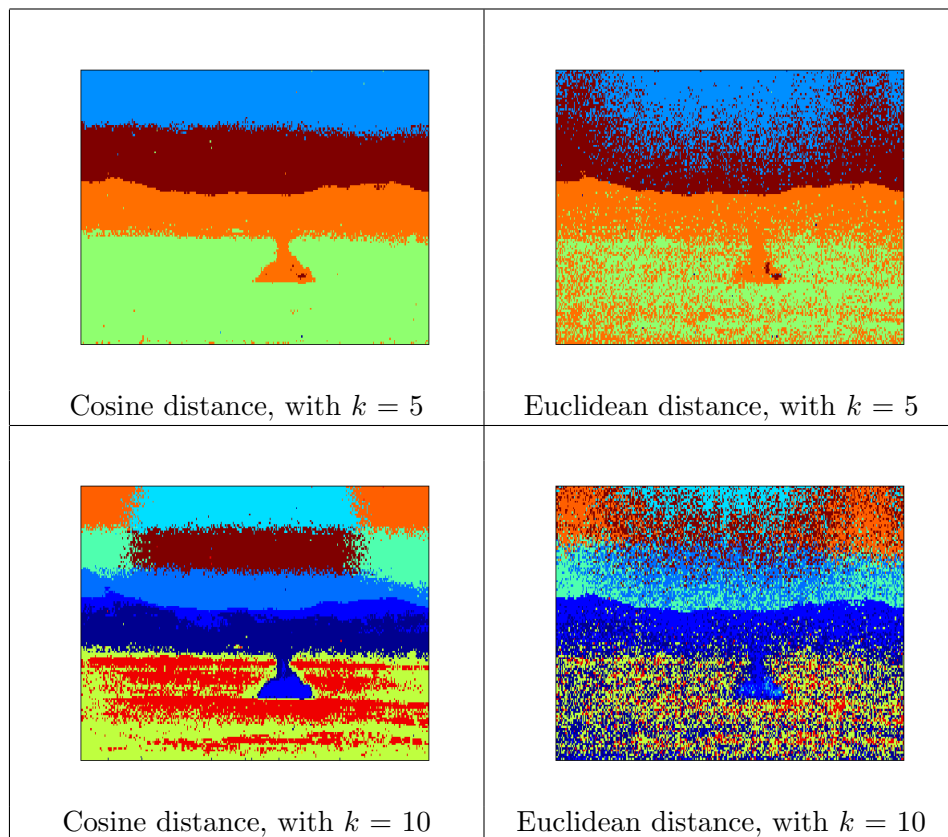 Cosine distance, with k = 5
Euclidean distance, with k = 5
Cosine distance, with k = 10
Euclidean distance, with k = 10